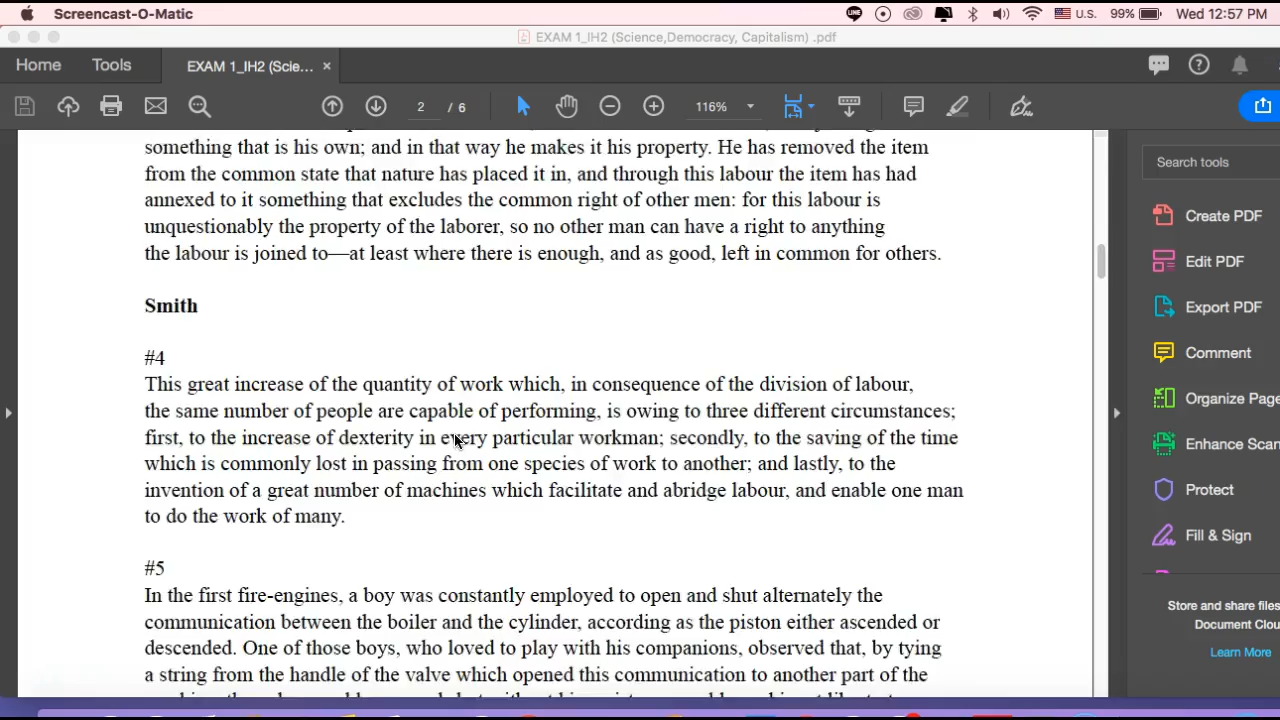 Screencast-O-Matic
U.S. 99% Wed 12:57 PM
EXAM 1_IH2 (Science,Democracy, Capitalism) .pdf
Home Tools EXAM 1_IH2 (Scie... ×
2 / 6 116%
something that is his own; and in that way he makes it his property. He has removed the item
from the common state that nature has placed it in, and through this labour the item has had
annexed to it something that excludes the common right of other men: for this labour is
unquestionably the property of the laborer, so no other man can have a right to anything
the labour is joined to—at least where there is enough, and as good, left in common for others.
Smith
#4
This great increase of the quantity of work which, in consequence of the division of labour,
the same number of people are capable of performing, is owing to three different circumstances;
first, to the increase of dexterity in every particular workman; secondly, to the saving of the time
which is commonly lost in passing from one species of work to another; and lastly, to the
invention of a great number of machines which facilitate and abridge labour, and enable one man
to do the work of many.
#5
In the first fire-engines, a boy was constantly employed to open and shut alternately the
communication between the boiler and the cylinder, according as the piston either ascended or
descended. One of those boys, who loved to play with his companions, observed that, by tying
a string from the handle of the valve which opened this communication to another part of the
Search tools
Create PDF
Edit PDF
Export PDF
Comment
Organize Page
Enhance Scan
Protect
Fill & Sign
Store and share files
Document Clou
Learn More